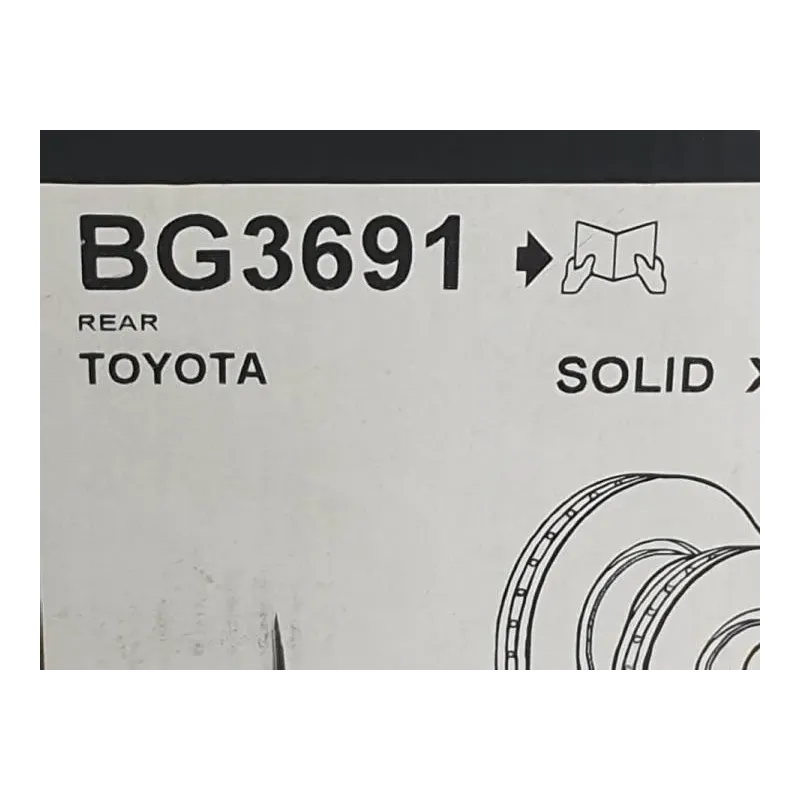 BG3691
REAR
TOYOTA
SOLID X